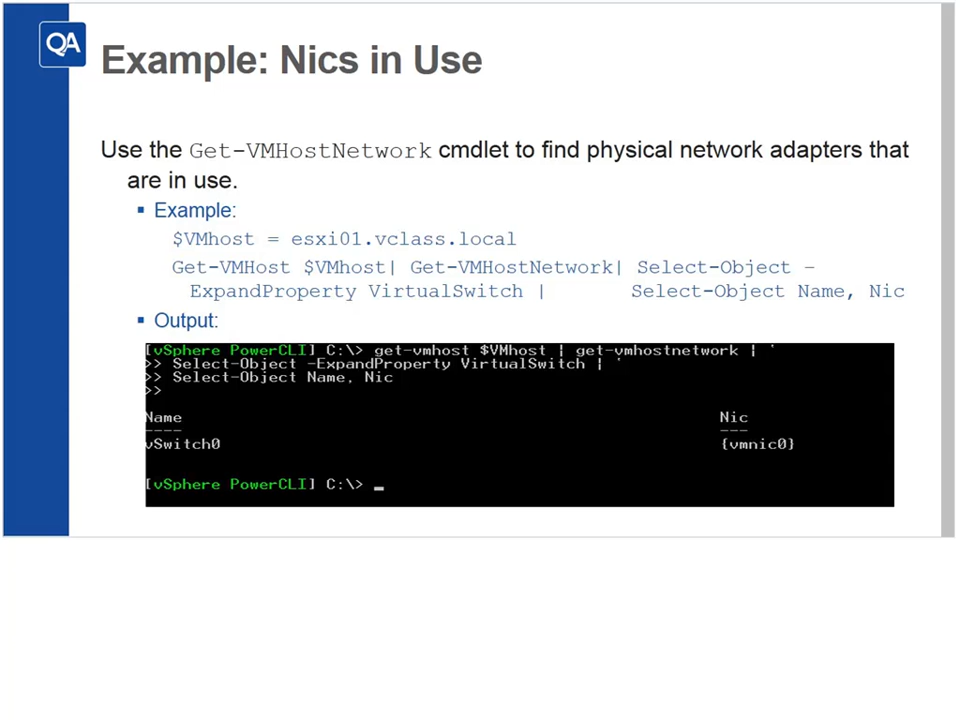 QA
Example: Nics in Use
Use the Get-VMHostNetwork cmdlet to find physical network adapters that
are in use.
▪ Example:
$VMhost = esxi01.vclass.local
Get-VMHost $VMhost| Get-VMHostNetwork| Select-Object –
ExpandProperty VirtualSwitch | Select-Object Name, Nic
▪ Output:
[vSphere PowerCLI] C:\> get-vmhost $VMhost | get-vmhostnetwork | `
>> Select-Object -ExpandProperty VirtualSwitch | `
>> Select-Object Name, Nic
>>
Name Nic
---- ---
vSwitch0 {vmnic0}
[vSphere PowerCLI] C:\> _